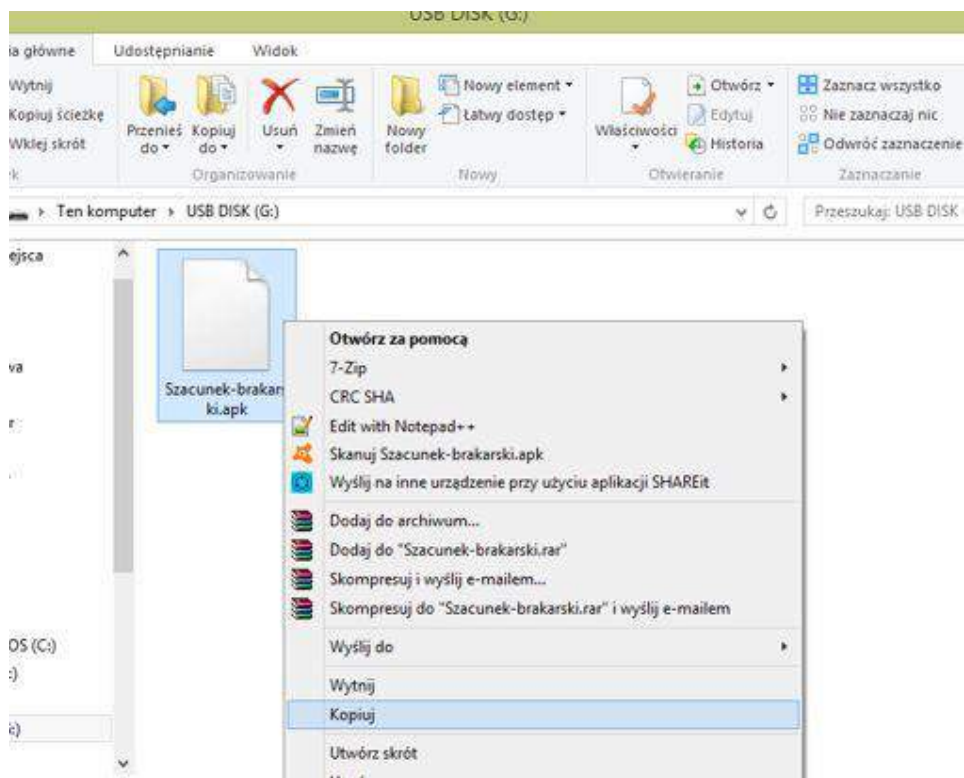 USB DISK (G:)
główne Udostępnianie Widok
Wytnij
Kopiuj ścieżkę
Wklej skrót
Przenieś do
Kopiuj do
Usuń
Zmień nazwę
Organizowanie
Nowy folder
Nowy element
Łatwy dostęp
Nowy
Właściwości
Otwórz
Edytuj
Historia
Otwieranie
Zaznacz wszystko
Nie zaznaczaj nic
Odwróć zaznaczenie
Zaznaczanie
Ten komputer USB DISK (G:)
Przeszukaj: USB DISK
ejsca
Szacunek-brakar
ki.apk
OS (C:)
Otwórz za pomocą
7-Zip
CRC SHA
Edit with Notepad++
Skanuj Szacunek-brakarski.apk
Wyślij na inne urządzenie przy użyciu aplikacji SHAREit
Dodaj do archiwum...
Dodaj do "Szacunek-brakarski.rar"
Skompresuj i wyślij e-mailem...
Skompresuj do "Szacunek-brakarski.rar" i wyślij e-mailem
Wyślij do
Wytnij
Kopiuj
Utwórz skrót